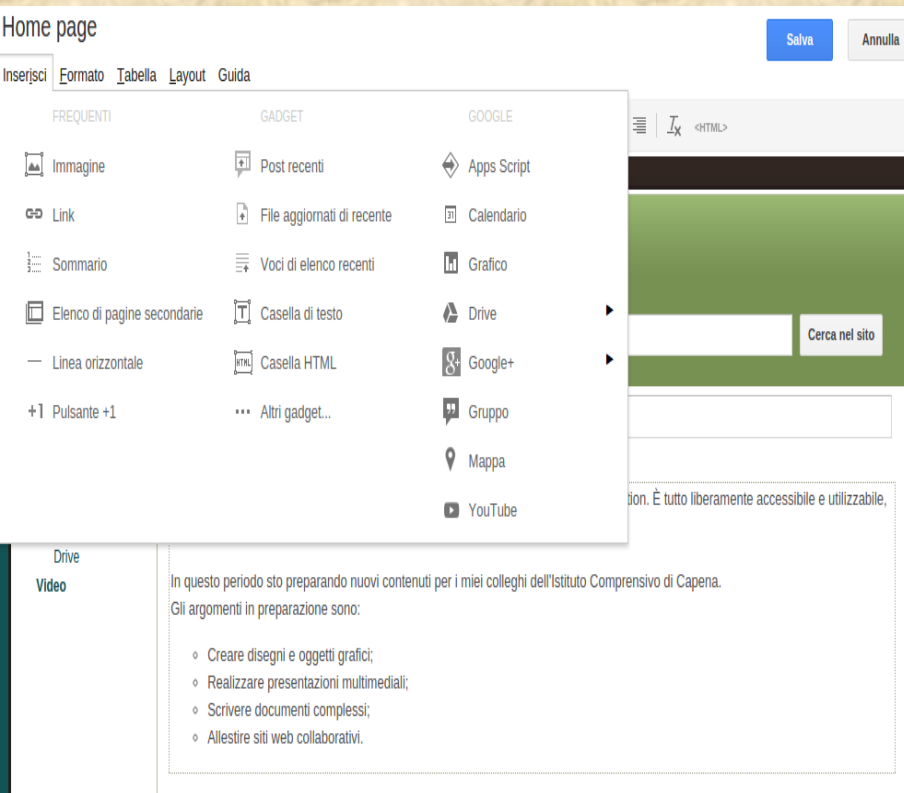 Home page
Salva
Annulla
Inserisci Formato Tabella Layout Guida
<HTML>
FREQUENTI
Immagine
Link
Sommario
Elenco di pagine secondarie
Linea orizzontale
+1 Pulsante +1
GADGET
Post recenti
File aggiornati di recente
Voci di elenco recenti
Casella di testo
HTML Casella HTML
Altri gadget...
GOOGLE
Apps Script
31 Calendario
Grafico
Drive
g+ Google+
Gruppo
Mappa
YouTube
Cerca nel sito
È tutto liberamente accessibile e utilizzabile,
Drive
Video
In questo periodo sto preparando nuovi contenuti per i miei colleghi dell'Istituto Comprensivo di Capena.
Gli argomenti in preparazione sono:
Creare disegni e oggetti grafici;
Realizzare presentazioni multimediali;
Scrivere documenti complessi;
Allestire siti web collaborativi.